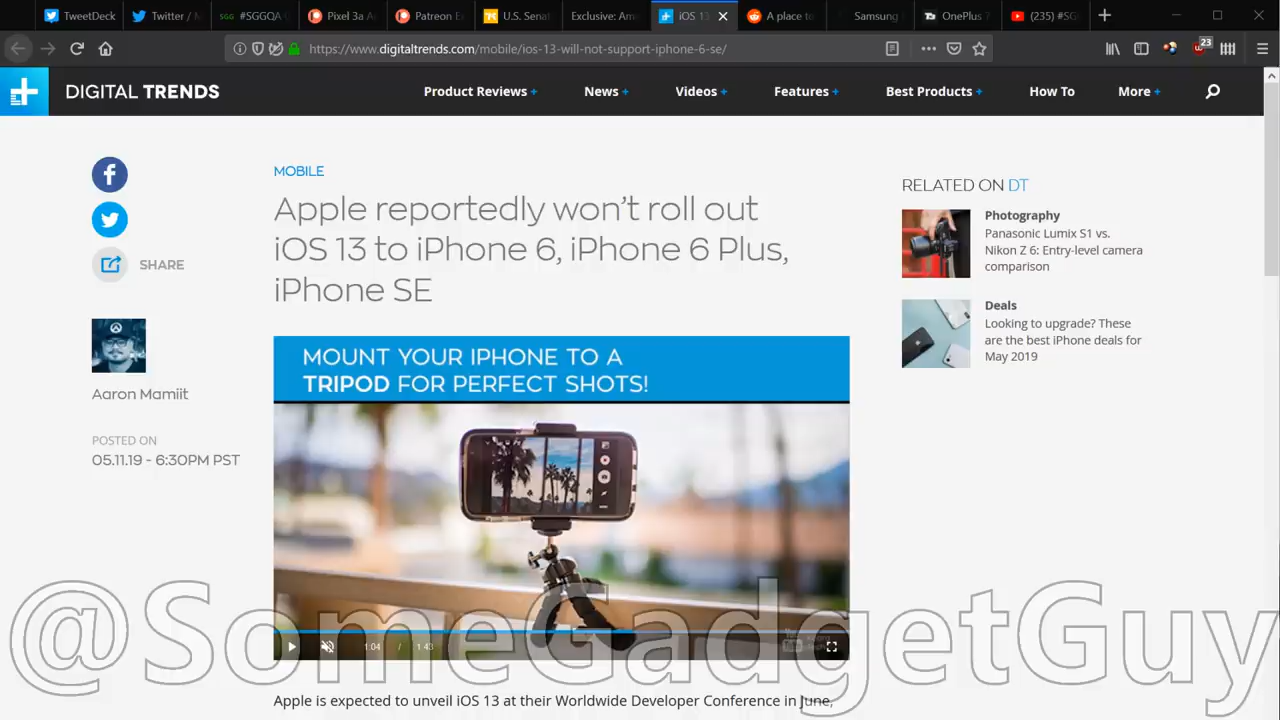 TweetDeck
Twitter / N
SGG #SGGQA
Pixel 3a A
Patreon E
U.S. Sena
Exclusive: Am
iOS 13
A place to
Samsung
OnePlus 7
(235) #SG
https://www.digitaltrends.com/mobile/ios-13-will-not-support-iphone-6-se/
23
DIGITAL TRENDS
Product Reviews +
News +
Videos +
Features +
Best Products +
How To
More +
MOBILE
Apple reportedly won't roll out
iOS 13 to iPhone 6, iPhone 6 Plus,
iPhone SE
SHARE
Aaron Mamiit
POSTED ON
05.11.19 - 6:30PM PST
MOUNT YOUR IPHONE TO A
TRIPOD FOR PERFECT SHOTS!
1:04 / 1:43
Apple is expected to unveil iOS 13 at their Worldwide Developer Conference in June,
RELATED ON DT
Photography
Panasonic Lumix S1 vs.
Nikon Z 6: Entry-level camera
comparison
Deals
Looking to upgrade? These
are the best iPhone deals for
May 2019
@SomeGadgetGuy